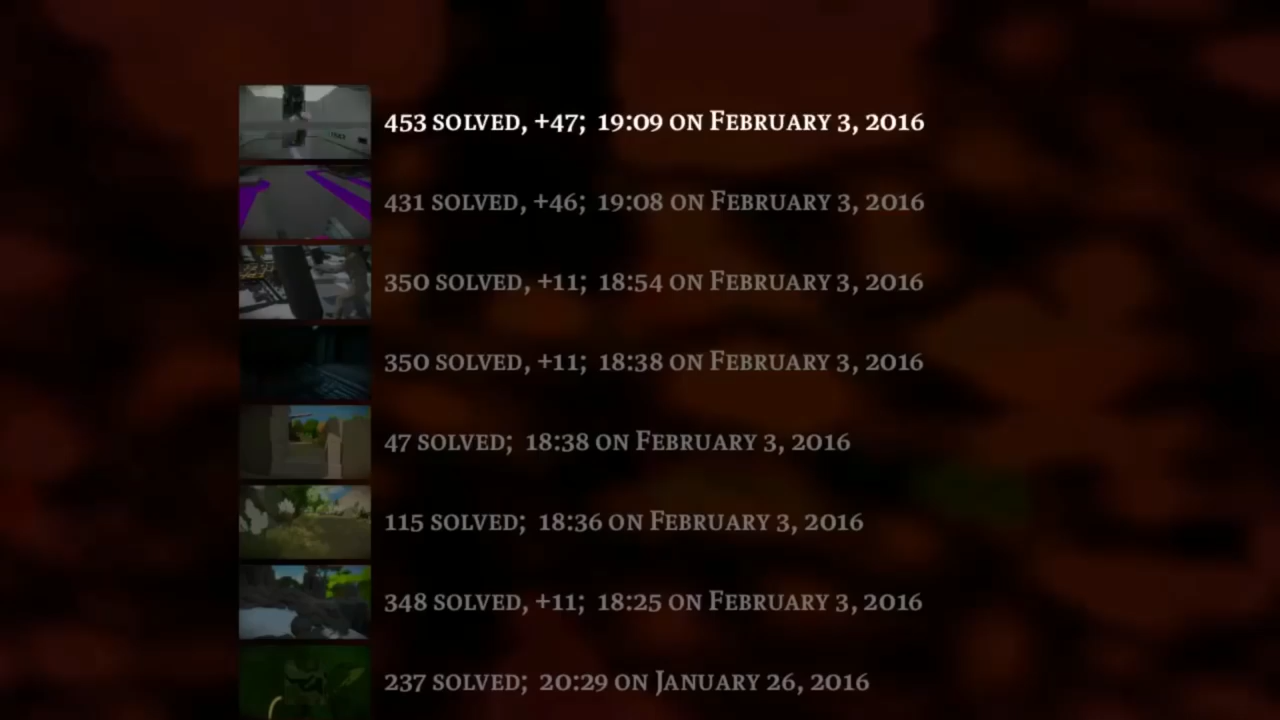 453 SOLVED, +47; 19:09 ON FEBRUARY 3, 2016
431 SOLVED, +46; 19:08 ON FEBRUARY 3, 2016
350 SOLVED, +11; 18:54 ON FEBRUARY 3, 2016
350 SOLVED, +11; 18:38 ON FEBRUARY 3, 2016
47 SOLVED; 18:38 ON FEBRUARY 3, 2016
115 SOLVED; 18:36 ON FEBRUARY 3, 2016
348 SOLVED, +11; 18:25 ON FEBRUARY 3, 2016
237 SOLVED; 20:29 ON JANUARY 26, 2016